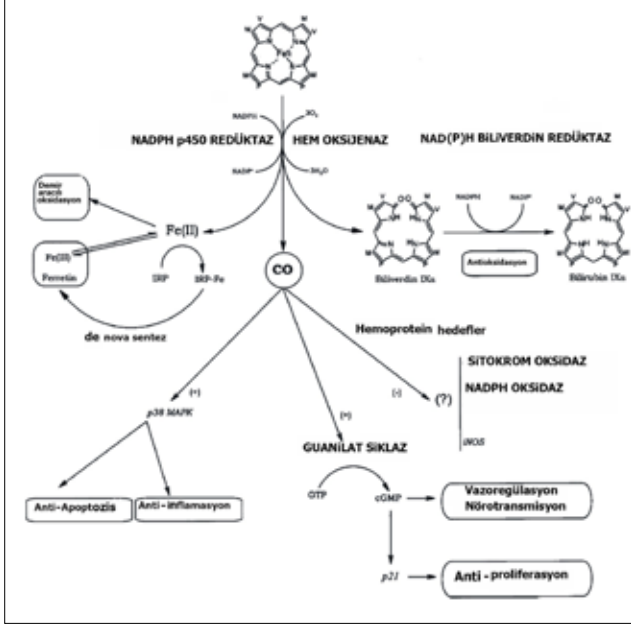 M V
V M
N N
Fe
N N
M M
P P
NADPH 3O₂
NADPH p450 REDÜKTAZ HEM OKSİJENAZ NAD(P)H BİLİVERDİN REDÜKTAZ
NADP⁺ 3H₂O
Demir
aracılı
oksidasyon
Fe(II)
Fe(III)
Ferretin
IRP IRP-Fe
de nova sentez
CO
NADPH NADP⁺
Antioksidasyon
Biliverdin IXα Bilirubin IXα
Hemoprotein hedefler
SİTOKROM OKSİDAZ
NADPH OKSİDAZ
iNOS
(+) (+) (-) (?)
p38 MAPK
Anti-Apoptozis Anti-inflamasyon
GUANİLAT SİKLAZ
GTP cGMP
Vazoregülasyon
Nörotransmisyon
p21 Anti - proliferasyon